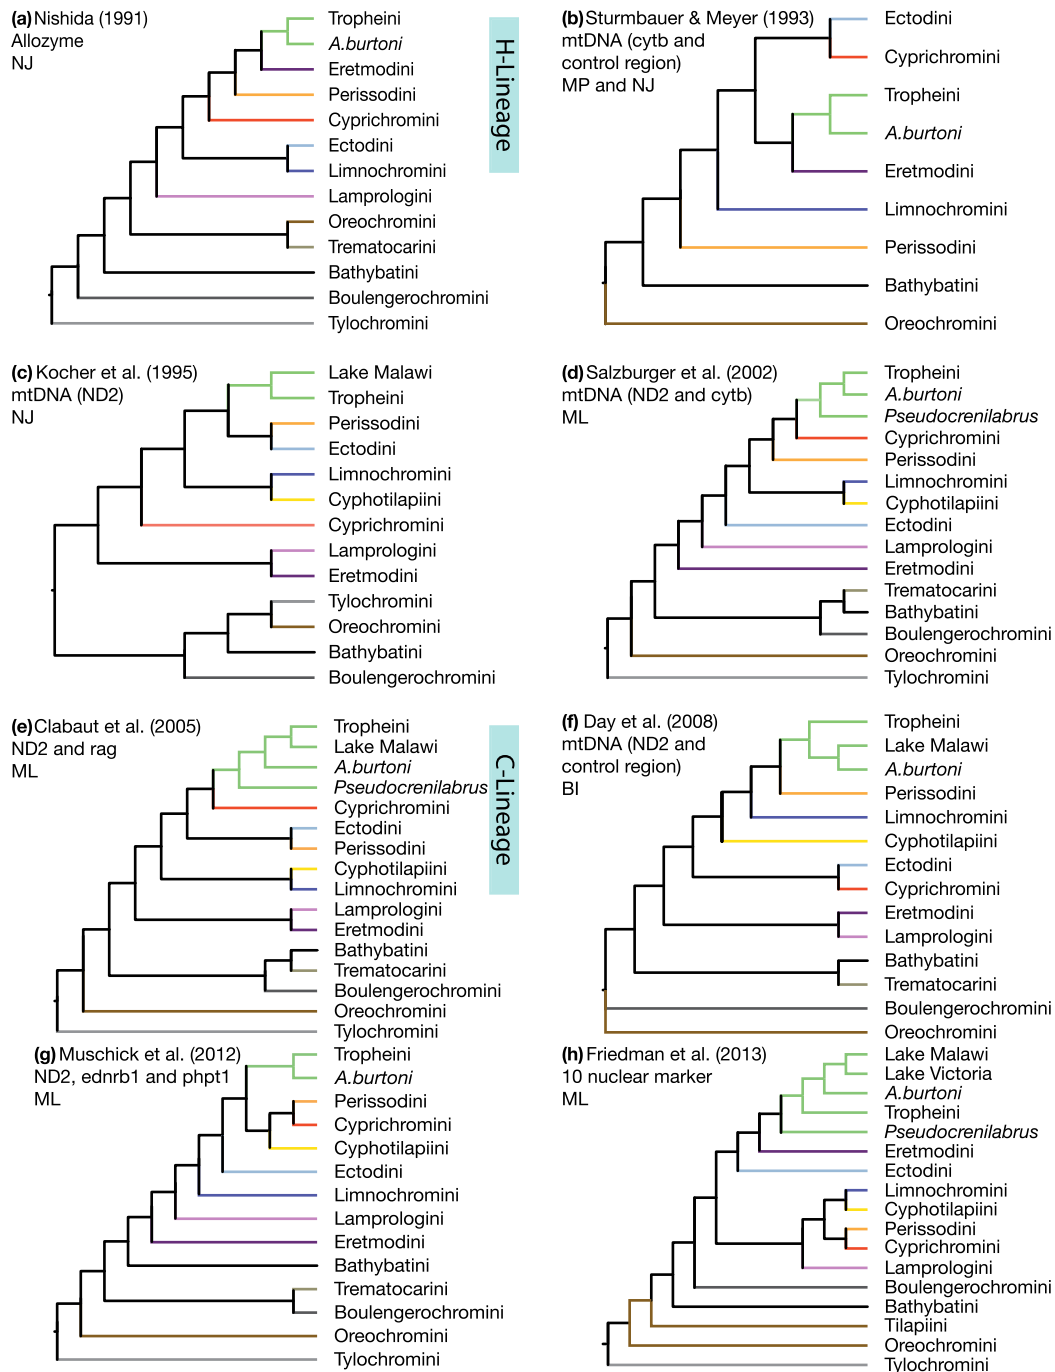 (a) Nishida (1991)
Allozyme
NJ
Tropheini
A.burtoni
Eretmodini
Perissodini
Cyprichromini
Ectodini
Limnochromini
Lamprologini
Oreochromini
Trematocarini
Bathybatini
Boulengerochromini
Tylochromini
H-Lineage
(b) Sturmbauer & Meyer (1993)
mtDNA (cytb and
control region)
MP and NJ
Ectodini
Cyprichromini
Tropheini
A.burtoni
Eretmodini
Limnochromini
Perissodini
Bathybatini
Oreochromini
(c) Kocher et al. (1995)
mtDNA (ND2)
NJ
Lake Malawi
Tropheini
Perissodini
Ectodini
Limnochromini
Cyphotilapiini
Cyprichromini
Lamprologini
Eretmodini
Tylochromini
Oreochromini
Bathybatini
Boulengerochromini
(d) Salzburger et al. (2002)
mtDNA (ND2 and cytb)
ML
Tropheini
A.burtoni
Pseudocrenilabrus
Cyprichromini
Perissodini
Limnochromini
Cyphotilapiini
Ectodini
Lamprologini
Eretmodini
Trematocarini
Bathybatini
Boulengerochromini
Oreochromini
Tylochromini
(e) Clabaut et al. (2005)
ND2 and rag
ML
Tropheini
Lake Malawi
A.burtoni
Pseudocrenilabrus
Cyprichromini
Ectodini
Perissodini
Cyphotilapiini
Limnochromini
Lamprologini
Eretmodini
Bathybatini
Trematocarini
Boulengerochromini
Oreochromini
Tylochromini
C-Lineage
(f) Day et al. (2008)
mtDNA (ND2 and
control region)
BI
Tropheini
Lake Malawi
A.burtoni
Perissodini
Limnochromini
Cyphotilapiini
Ectodini
Cyprichromini
Eretmodini
Lamprologini
Bathybatini
Trematocarini
Boulengerochromini
Oreochromini
(g) Muschick et al. (2012)
ND2, ednrb1 and phpt1
ML
Tropheini
A.burtoni
Perissodini
Cyprichromini
Cyphotilapiini
Ectodini
Limnochromini
Lamprologini
Eretmodini
Bathybatini
Trematocarini
Boulengerochromini
Oreochromini
Tylochromini
(h) Friedman et al. (2013)
10 nuclear marker
ML
Lake Malawi
Lake Victoria
A.burtoni
Tropheini
Pseudocrenilabrus
Eretmodini
Ectodini
Limnochromini
Cyphotilapiini
Perissodini
Cyprichromini
Lamprologini
Boulengerochromini
Bathybatini
Tilapiini
Oreochromini
Tylochromini